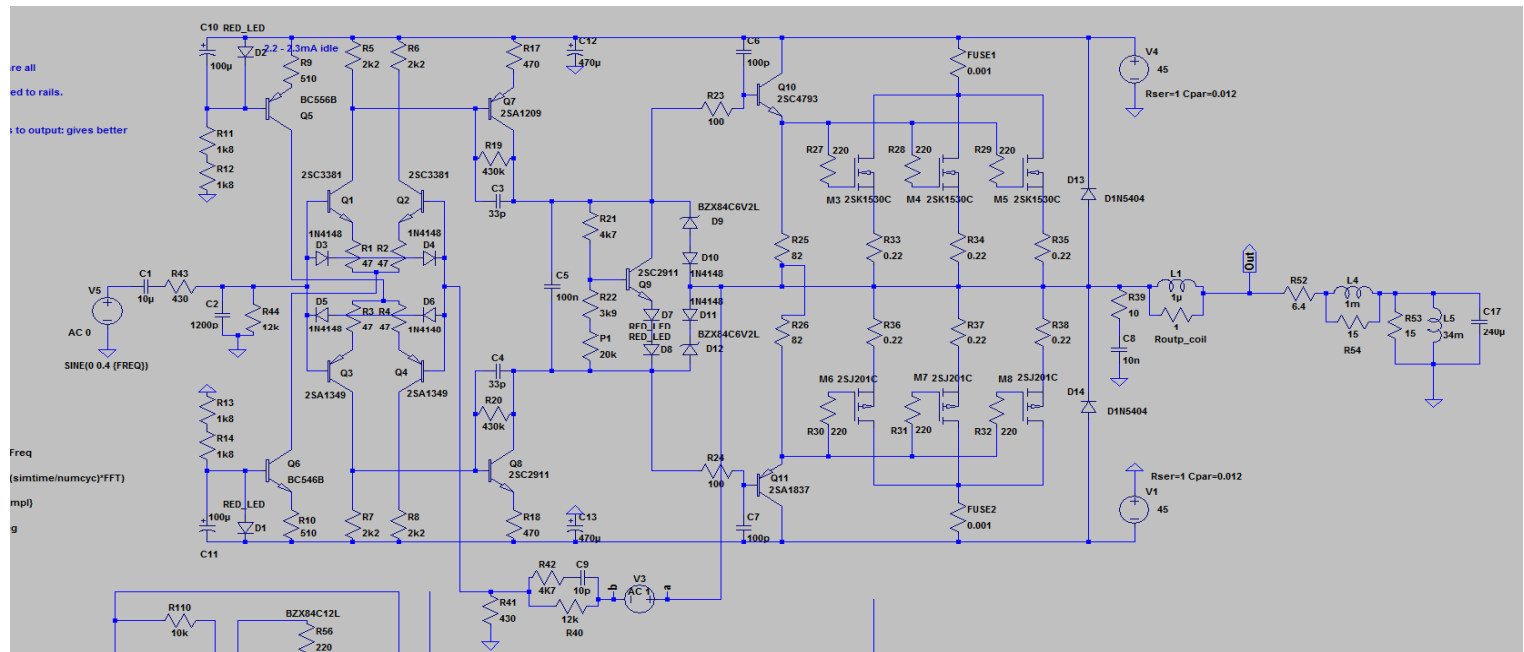 C10 RED_LED
D2
2.2 - 2.3mA idle
R5
2k2
R6
2k2
R17
470
C12
470µ
C6
100p
FUSE1
0.001
V4
45
Rser=1 Cpar=0.012
100µ
R9
510
are all
ed to rails.
s to output: gives better
BC556B
Q5
Q7
2SA1209
R23
100
Q10
2SC4793
R11
1k8
R12
1k8
R19
430k
C3
33p
R27
220
R28
220
R29
220
M3
2SK1530C
M4
2SK1530C
M5
2SK1530C
D13
D1N5404
2SC3381
Q1
2SC3381
Q2
BZX84C6V2L
D9
1N4148
D3
R1
47
R2
47
1N4148
D4
R21
4k7
D10
1N4148
R25
82
R33
0.22
R34
0.22
R35
0.22
Out
C1
10µ
R43
430
V5
AC 0
SINE(0 0.4 {FREQ})
C2
1200p
R44
12k
D5
1N4148
R3
47
R4
47
D6
1N4148
C5
100n
2SC2911
Q9
R22
3k9
P1
20k
D7
RED_LED
RED_LED
D8
1N4148
D11
BZX84C6V2L
D12
R26
82
R36
0.22
R37
0.22
R38
0.22
R39
10
C8
10n
L1
1µ
1
Routp_coil
R52
6.4
L4
1m
15
R54
R53
15
L5
34m
C17
240µ
Q3
2SA1349
Q4
2SA1349
C4
33p
R20
430k
M6
2SJ201C
M7
2SJ201C
M8
2SJ201C
R30
220
R31
220
R32
220
D14
D1N5404
R13
1k8
R14
1k8
Freq
(simtime/numcyc)*FFT)
mpl)
g
Q6
BC546B
RED_LED
D1
100µ
C11
R10
510
R7
2k2
R8
2k2
Q8
2SC2911
R18
470
C13
470µ
R24
100
Q11
2SA1837
C7
100p
FUSE2
0.001
Rser=1 Cpar=0.012
V1
45
R42
4K7
C9
10p
V3
AC 1
b
a
R41
430
12k
R40
R110
10k
BZX84C12L
R56
220